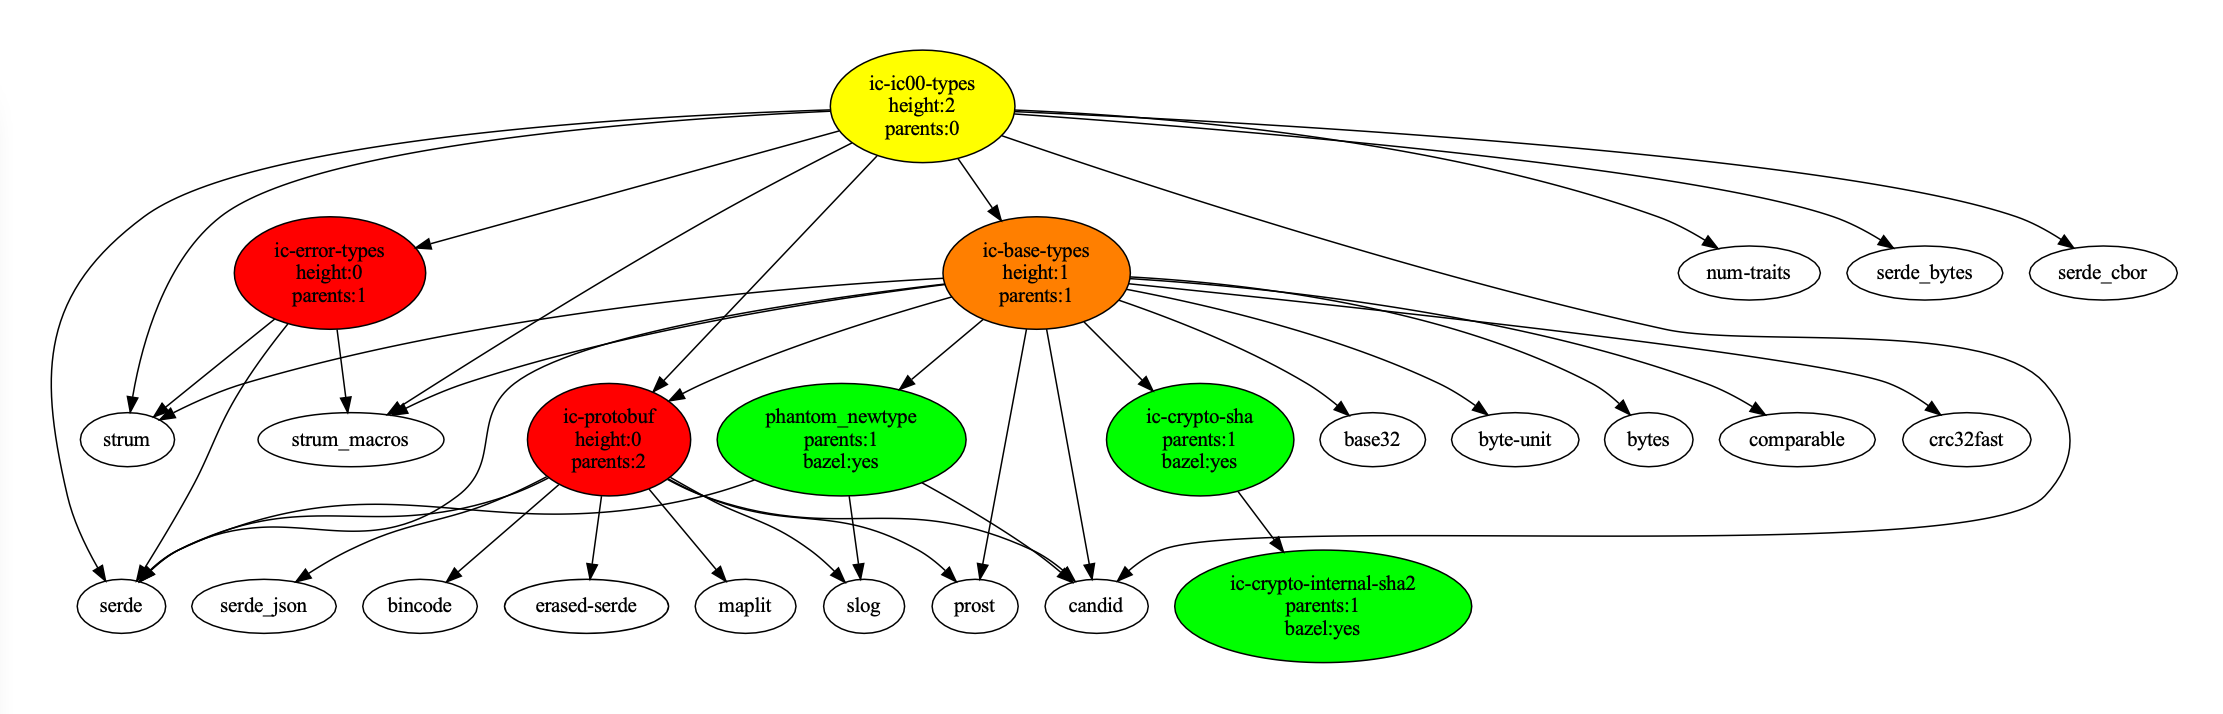 ic-ic00-types
height:2
parents:0
ic-error-types
height:0
parents:1
ic-base-types
height:1
parents:1
num-traits
serde_bytes
serde_cbor
strum
strum_macros
ic-protobuf
height:0
parents:2
phantom_newtype
parents:1
bazel:yes
ic-crypto-sha
parents:1
bazel:yes
base32
byte-unit
bytes
comparable
crc32fast
serde
serde_json
bincode
erased-serde
maplit
slog
prost
candid
ic-crypto-internal-sha2
parents:1
bazel:yes